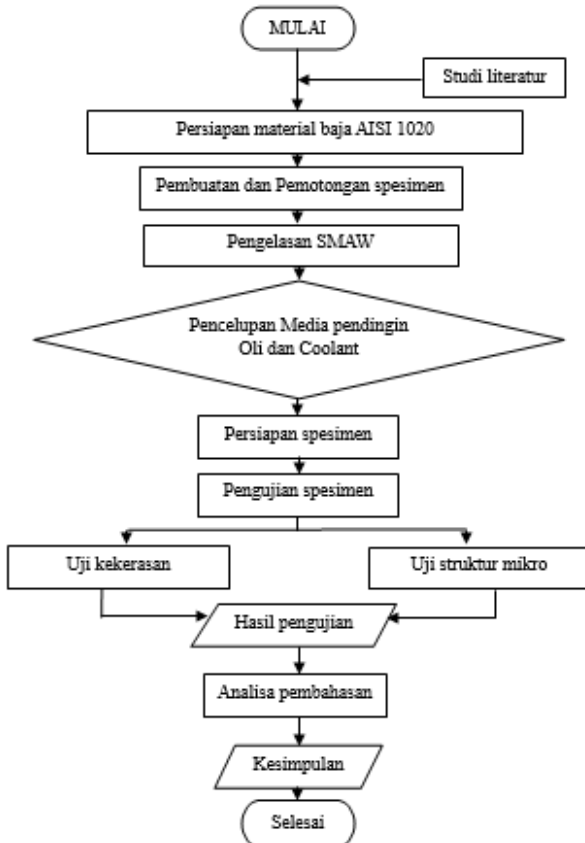 MULAI
Studi literatur
Persiapan material baja AISI 1020
Pembuatan dan Pemotongan spesimen
Pengelasan SMAW
Pencelupan Media pendingin
Oli dan Coolant
Persiapan spesimen
Pengujian spesimen
Uji kekerasan
Uji struktur mikro
Hasil pengujian
Analisa pembahasan
Kesimpulan
Selesai